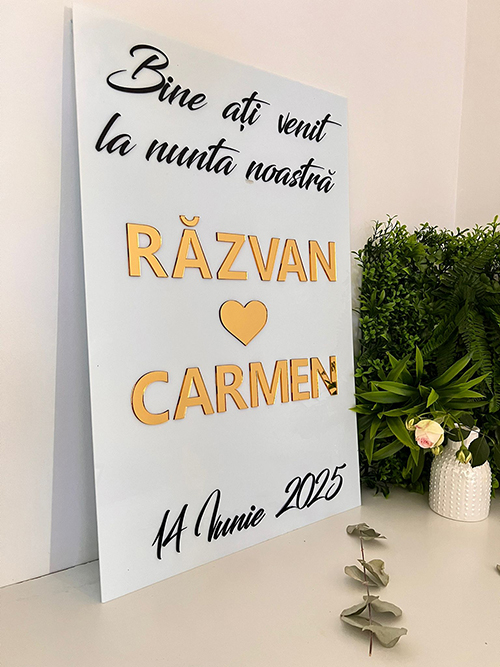 Bine ați venit
la nunta noastră
RĂZVAN
CARMEN
14 Iunie 2025